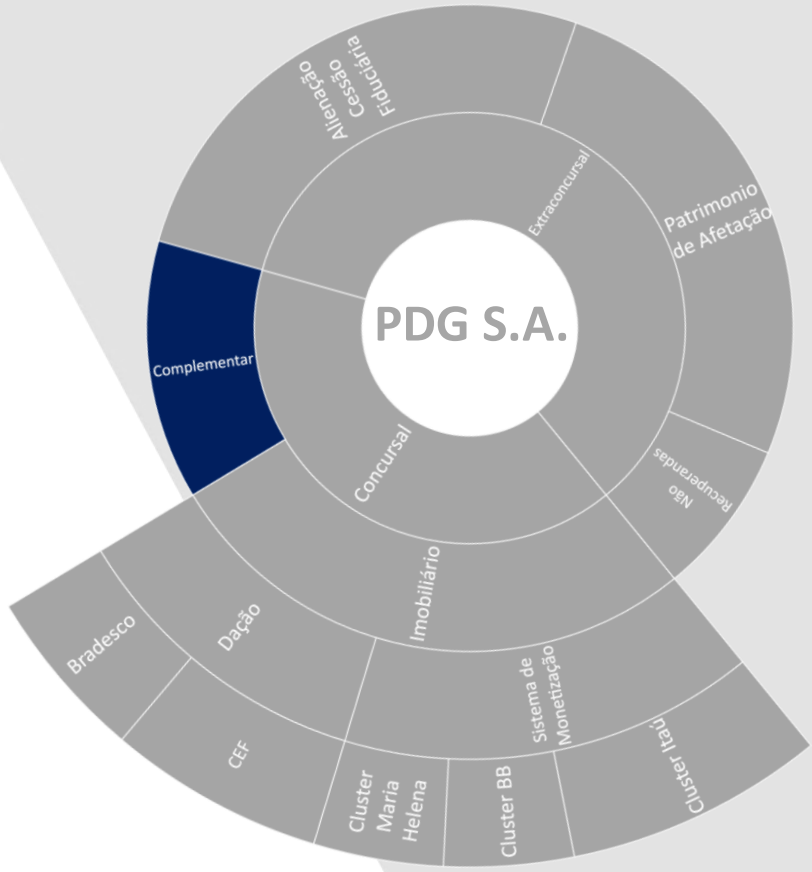 PDG S.A.
Extraconcursal
Concursal
Alienação
Cessão
Fiduciária
Patrimonio
de Afetação
Não
Recuperandas
Complementar
Imobiliário
Dação
Sistema de
Monetização
Bradesco
CEF
Cluster
Maria
Helena
Cluster BB
Cluster Itaú